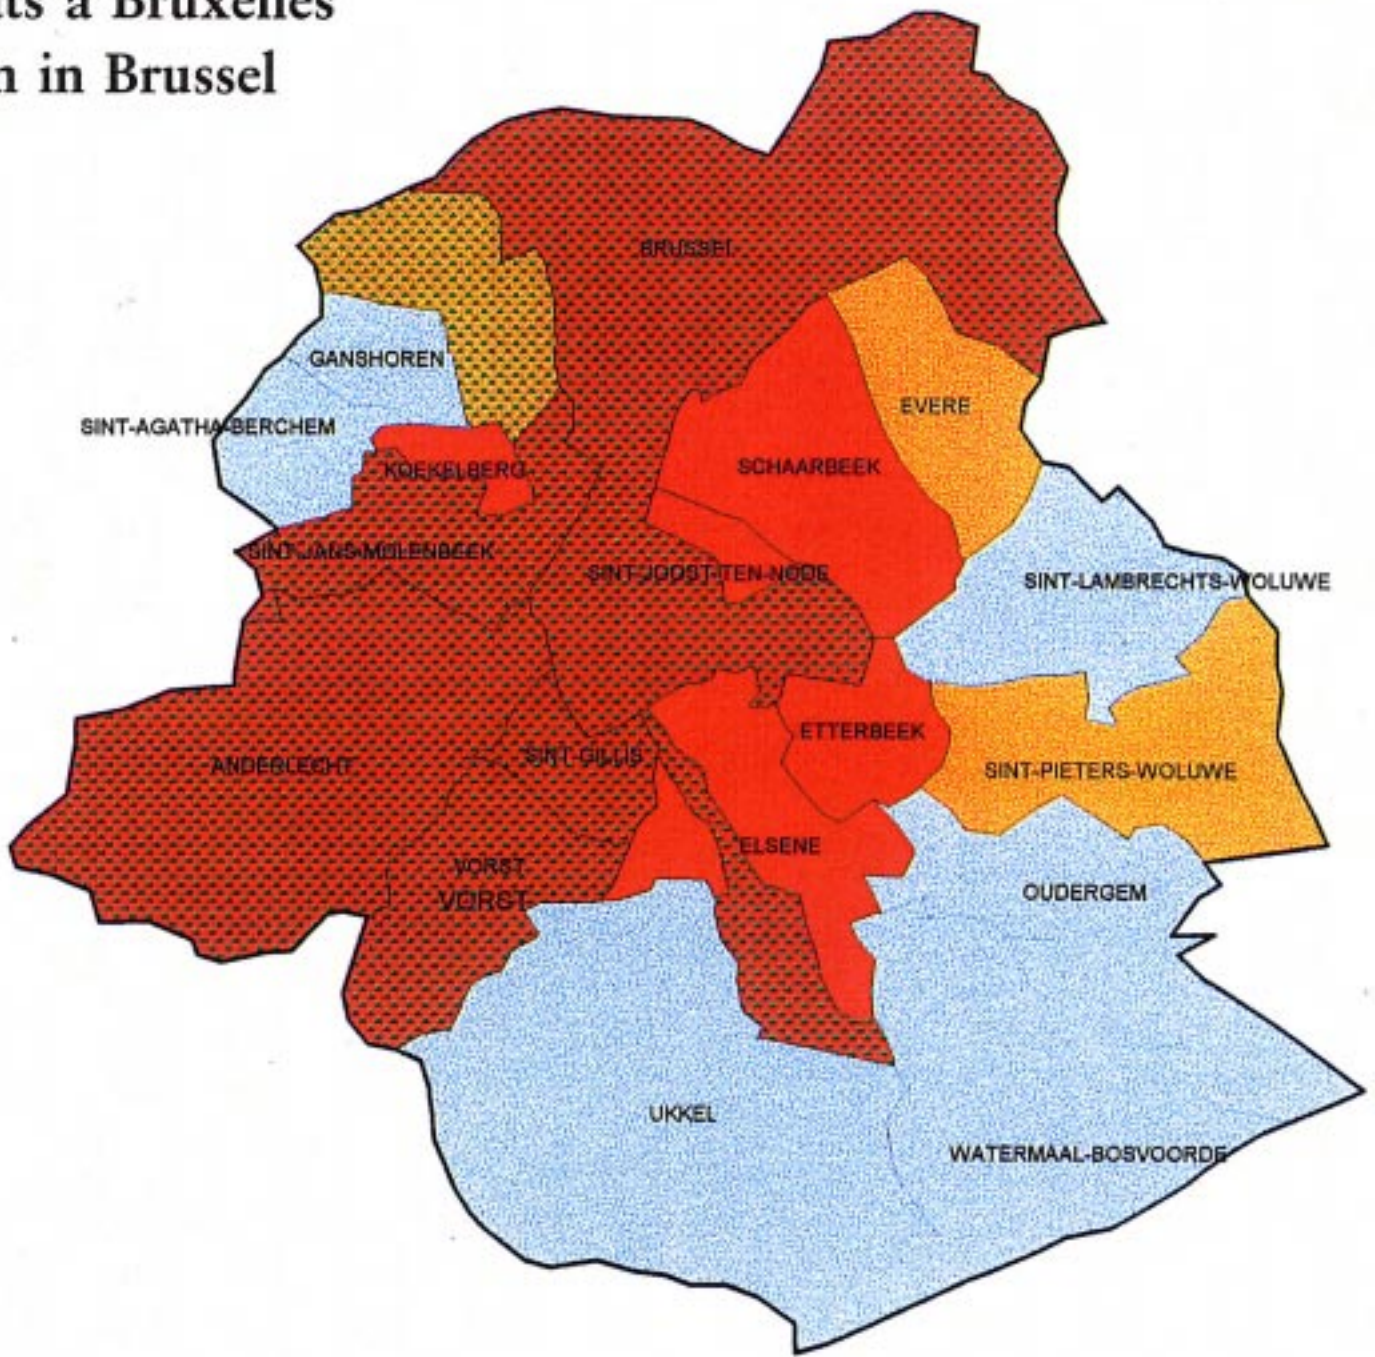 à Bruxelles
in Brussel
BRUSSEL
GANSHOREN
EVERE
SINT-AGATHA-BERCHEM
KOEKELBERG
SCHAARBEEK
SINT-JANS-MOLENBEEK
SINT-JOOST-TEN-NODE
SINT-LAMBRECHTS-WOLUWE
ETTERBEEK
SINT-GILLIS
ANDERLECHT
SINT-PIETERS-WOLUWE
ELSENE
VORST
OUDERGEM
VORST
UKKEL
WATERMAAL-BOSVOORDE